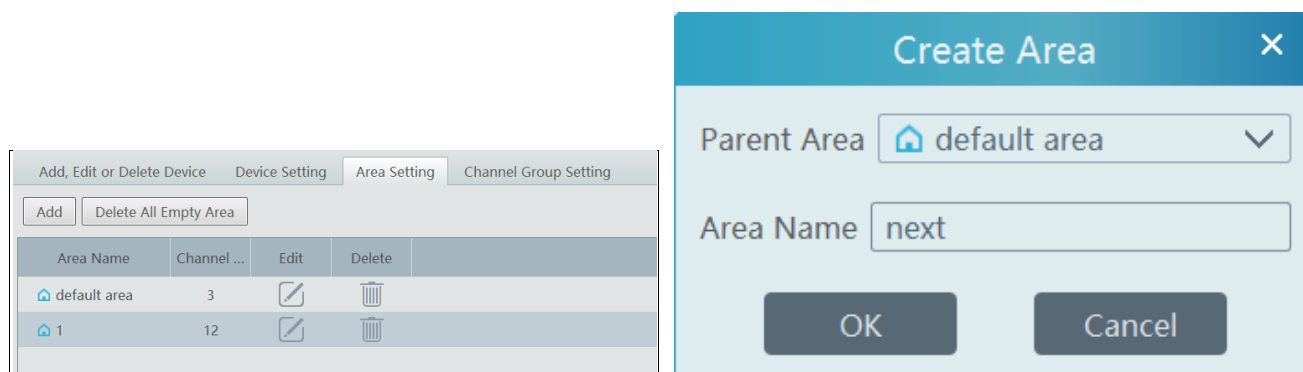 Add, Edit or Delete Device Device Setting Area Setting Channel Group Setting
Add Delete All Empty Area
Area Name Channel ... Edit Delete
default area 3
1 12
Create Area
Parent Area default area
Area Name next
OK Cancel